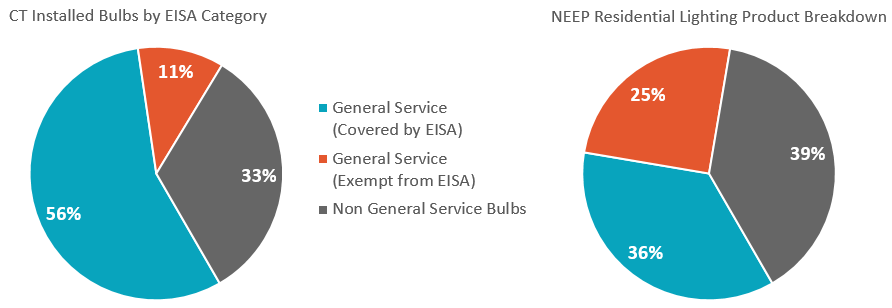 CT Installed Bulbs by EISA Category
11%
33%
56%
General Service
(Covered by EISA)
General Service
(Exempt from EISA)
Non General Service Bulbs
NEEP Residential Lighting Product Breakdown
25%
39%
36%